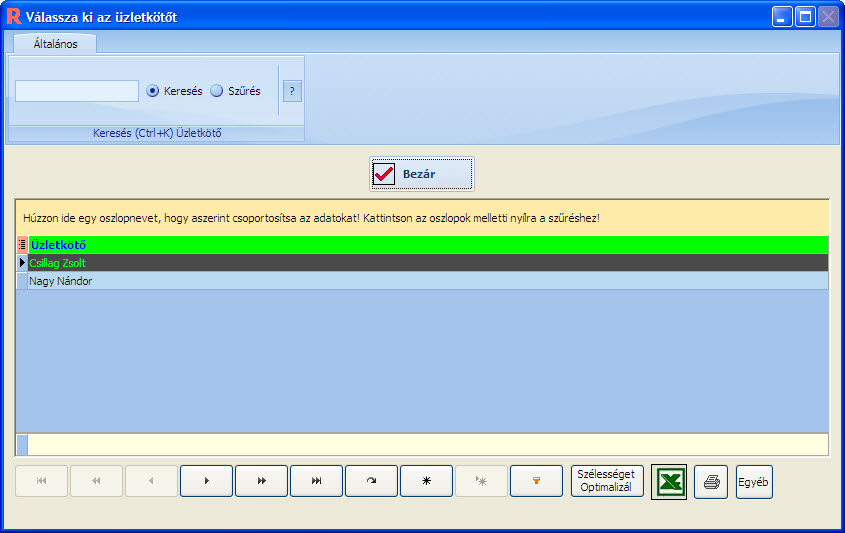 R Válassza ki az üzletkötőt
Általános
Keresés Szűrés ?
Keresés (Ctrl+K) Üzletkötő
Bezár
Húzzon ide egy oszlopnevet, hogy aszerint csoportosítsa az adatokat! Kattintson az oszlopok melletti nyílra a szűréshez!
Üzletkötő
Csillag Zsolt
Nagy Nándor
Szélességet
Optimalizál
Egyéb